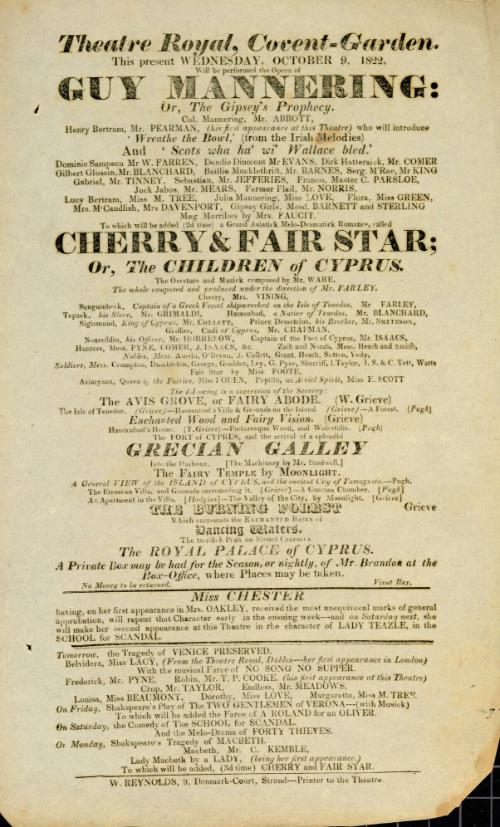 Theatre Royal, Covent-Garden.
This present WEDNESDAY, OCTOBER 9, 1822,
Will be performed the Opera of
GUY MANNERING:
Or, The Gipsey's Prophecy.
Col. Mannering, Mr. ABBOTT,
Henry Bertram, Mr. PEARMAN, (his first appearance at this Theatre) who will introduce
'Wreathe the Bowl,' (from the Irish Melodies)
And 'Scots wha ha' wi' Wallace bled.'
Dominie Sampson Mr W. FARREN, Dandie Dinmont Mr EVANS, Dirk Hatteraick, Mr. COMER
Gilbert Glossin, Mr. BLANCHARD, Baillie Mucklethrift, Mr. BARNES, Serg. M'Rae, Mr KING
Gabriel, Mr. TINNEY, Sebastian, Mr. JEFFERIES, Franco, Master C. PARSLOE,
Jock Jabos, Mr. MEARS, Farmer Flail, Mr. NORRIS,
Lucy Bertram, Miss M. TREE, Julia Mannering, Miss LOVE, Flora, Miss GREEN,
Mrs. McCandlish, Mrs DAVENPORT, Gipsey Girls, Mesd. BARNETT and STERLING
Meg Merrilies by Mrs. FAUCIT.
To which will be added (2d time) a Grand Asiatick Melo-Dramatick Romance, called
CHERRY & FAIR STAR;
Or, The CHILDREN of CYPRUS.
The Overture and Musick composed by Mr. WARE.
The whole composed and produced under the direction of Mr. FARLEY.
Cherry, Mrs. VINING,
Sanguinbeck, Captain of a Greek Vessel shipwrecked on the Isle of Tenedos, Mr FARLEY,
Topack, his Slave, Mr. GRIMALDI, Hassanbad, a Native of Tenedos, Mr. BLANCHARD,
Sigismund, King of Cyprus, Mr. COLLETT, Prince Demetrius, his Brother, Mr. SMITHSON,
Giaffier, Cadi of Cyprus, Mr. CHAPMAN,
Noureddin, his Officer, Mr. HORREBOW, Captain of the Port of Cyprus, Mr. ISAACS,
Hunters, Mess. PYNE, COMER, J. ISAACS, &c. Zaib and Norah, Mess. Heath and Smith,
Nobles, Mess. Austin, O'Bryan, J. Collett, Grant, Heath, Sutton, Vedy,
Soldiers, Mess. Crumpton, Dumbleton, George, Goulden, Ley, G. Pyne, Sherriff, I. Taylor, J. S. & C. Tett, Watts
Fair Star by Miss FOOTE,
Asinzyana, Queen of the Fairies, Miss FOUEN, Papillo, an Ariel Spirit, Miss F. SCOTT
The following is a succession of the Scenery:
The AVIS GROVE, or FAIRY ABODE. (W. Grieve)
The Isle of Tenedos. (Grieve)—Hassanbad's Villa & Grounds on the Island. (Grieve)—A Forest. [Pugh]
Enchanted Wood and Fairy Vision. (Grieve)
Hassanbad's House. [T. Grieve]—Picturesque Wood, and Waterfalls. [Pugh]
The PORT of CYPRUS, and the arrival of a splendid
GRECIAN GALLEY
Into the Harbour. [The Machinery by Mr. Bradwell.]
The FAIRY TEMPLE by MOONLIGHT.
A General VIEW of the ISLAND of CYPRUS, and the ancient City of Famagusta.—Pugh.
The Etruscan Villa, and Grounds surrounding it. [Grieve]—A Grecian Chamber. [Pugh]
An Apartment in the Villa. [Hodgins]—The Valley of the City, by Moonlight. [Grieve]
THE BURNING FOREST Grieve
Which surrounds the ENCHANTED BASIN of
Dancing Waters.
The Peak on Mount
The ROYAL PALACE of CYPRUS.
A Private Box may be had for the Season, or nightly, of Mr. Brandon at the
Box-Office, where Places may be taken.
No Money to be returned. Vivat Rex.
Miss CHESTER
having, on her first appearance in Mrs. OAKLEY, received the most unequivocal marks of general
approbation, will repeat that Character early in the ensuing week—and on Saturday next, she
will make her second appearance at this Theatre in the character of LADY TEAZLE, in the
SCHOOL for SCANDAL.
Tomorrow, the Tragedy of VENICE PRESERVED.
Belvidera, Miss LACY, (From the Theatre Royal, Dublin—her first appearance in London)
With the musical Farce of NO SONG NO SUPPER.
Frederick, Mr. PYNE, Robin, Mr. T. P. COOKE, (his first appearance at this Theatre)
Crop, Mr. TAYLOR, Endless, Mr. MEADOWS,
Louisa, Miss BEAUMONT, Dorothy, Miss LOVE, Margaretta, Miss M. TREE.
On Friday, Shakspeare's Play of The TWO GENTLEMEN of VERONA—(with Musick)
To which will be added the Farce of A ROLAND for an OLIVER.
On Saturday, the Comedy of The SCHOOL for SCANDAL.
And the Melo-Drama of FORTY THIEVES.
On Monday, Shakspeare's Tragedy of MACBETH.
Macbeth, Mr. C. KEMBLE,
Lady Macbeth by a LADY, (being her first appearance.)
To which will be added, (3d time) CHERRY and FAIR STAR.
W. REYNOLDS, 9, Denmark-Court, Strand—Printer to the Theatre.